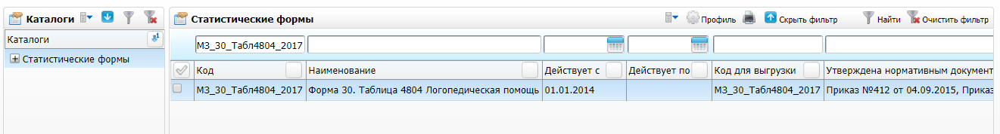 Каталоги
Статистические формы
Профиль
Скрыть фильтр
Найти
Очистить фильтр
Каталоги
Статистические формы
МЗ_30_Табл4804_2017
Код
Наименование
Действует с
Действует по
Код для выгрузки
Утверждена нормативным документ
МЗ_30_Табл4804_2017
Форма 30. Таблица 4804 Логопедическая помощь
01.01.2014
МЗ_30_Табл4804_2017
Приказ №412 от 04.09.2015, Приказ